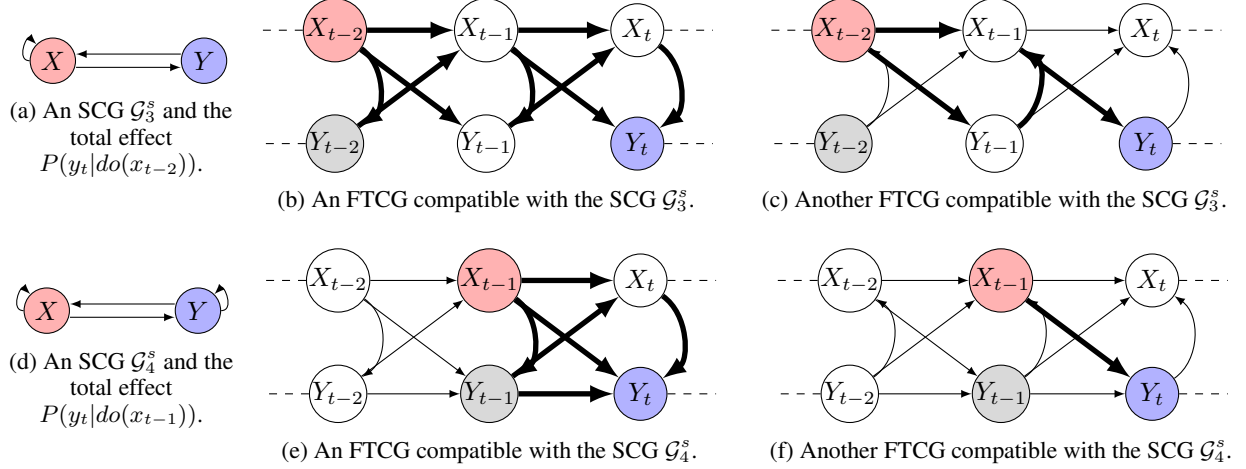 X
Y
(a) An SCG 𝒢₃ˢ and the
total effect
P(y_t|do(x_{t−2})).
X_{t−2}
X_{t−1}
X_t
Y_{t−2}
Y_{t−1}
Y_t
(b) An FTCG compatible with the SCG 𝒢₃ˢ.
X_{t−2}
X_{t−1}
X_t
Y_{t−2}
Y_{t−1}
Y_t
(c) Another FTCG compatible with the SCG 𝒢₃ˢ.
X
Y
(d) An SCG 𝒢₄ˢ and the
total effect
P(y_t|do(x_{t−1})).
X_{t−2}
X_{t−1}
X_t
Y_{t−2}
Y_{t−1}
Y_t
(e) An FTCG compatible with the SCG 𝒢₄ˢ.
X_{t−2}
X_{t−1}
X_t
Y_{t−2}
Y_{t−1}
Y_t
(f) Another FTCG compatible with the SCG 𝒢₄ˢ.